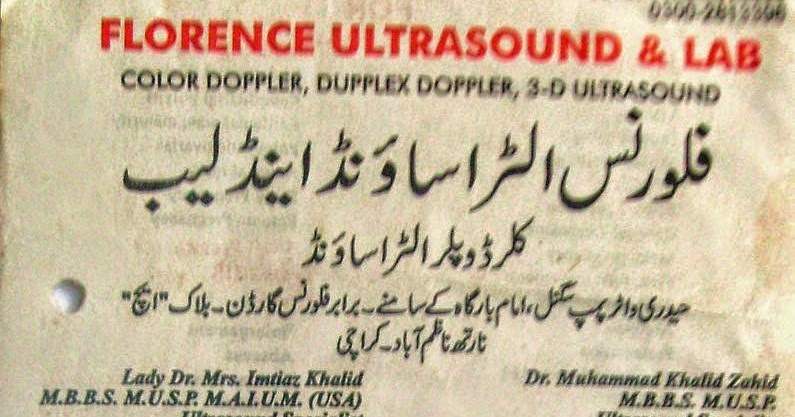 FLORENCE ULTRASOUND & LAB
COLOR DOPPLER, DUPPLEX DOPPLER, 3-D ULTRASOUND
فلورنس الٹراساؤنڈ اینڈ لیب
کلر ڈوپلر الٹراساؤنڈ
حیدری واٹر پمپ سگنل، امام بارگاہ کے سامنے۔ برابر فلورنس گارڈن۔ بلاک "ایچ"
نارتھ ناظم آباد۔ کراچی
Lady Dr. Mrs. Imtiaz Khalid
M.B.B.S. M.U.S.P. M.A.I.U.M. (USA)
Dr. Muhammad Khalid Zahid
M.B.B.S. M.U.S.P.